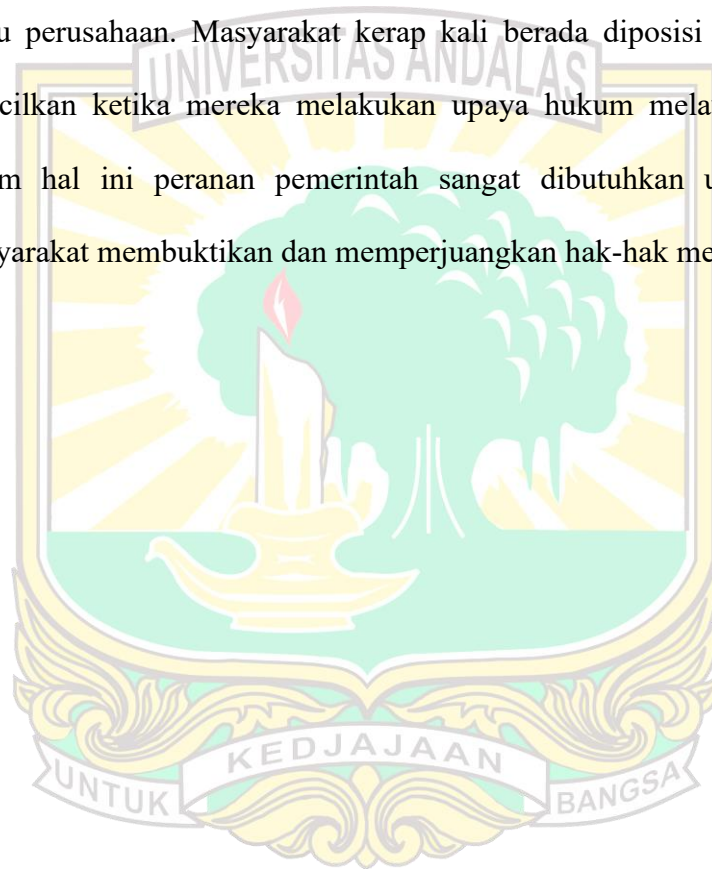 u perusahaan. Masyarakat kerap kali berada diposisi
cilkan ketika mereka melakukan upaya hukum mela
m hal ini peranan pemerintah sangat dibutuhkan u
yarakat membuktikan dan memperjuangkan hak-hak me
UNIVERSITAS ANDALAS
KEDJAJAAN
UNTUK
BANGSA